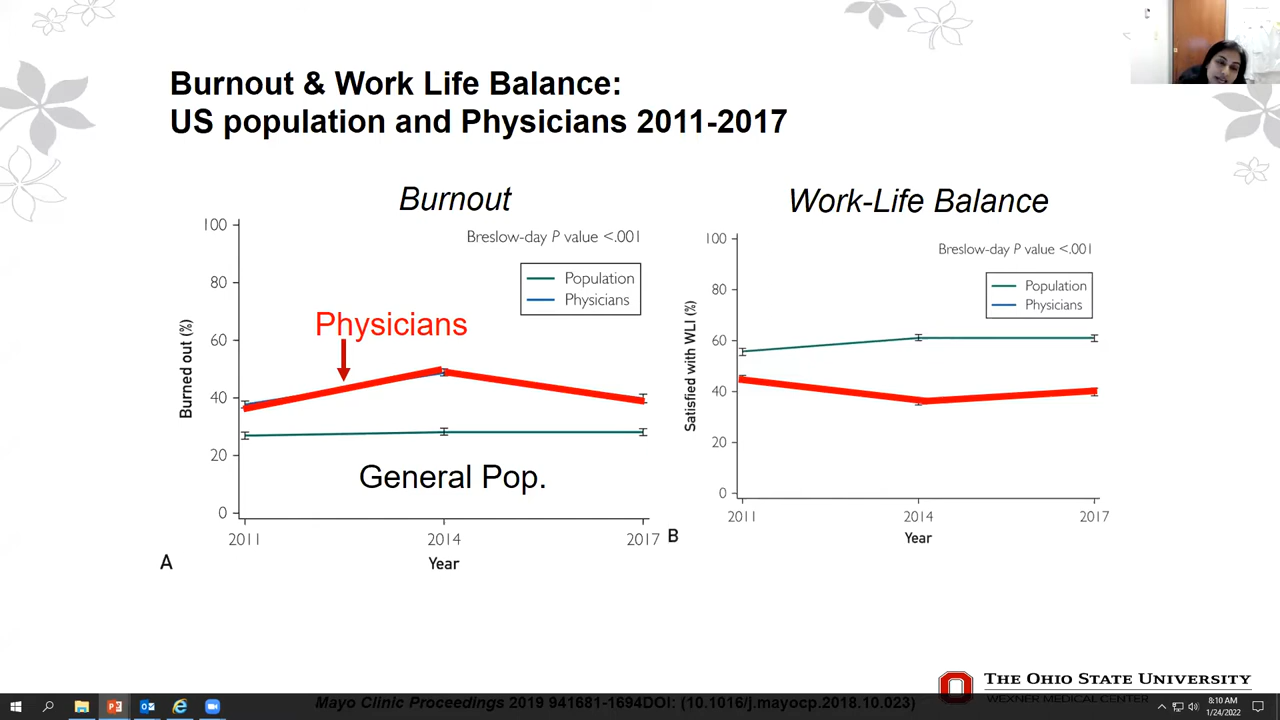 Burnout & Work Life Balance:
US population and Physicians 2011-2017
Burnout
Breslow-day P value <.001
Population
Physicians
Physicians
General Pop.
Burned out (%)
100
80
60
40
20
0
2011
2014
2017
Year
A
Work-Life Balance
Breslow-day P value <.001
Population
Physicians
Satisfied with WLI (%)
100
80
60
40
20
0
2011
2014
2017
Year
B
THE OHIO STATE UNIVERSITY
WEXNER MEDICAL CENTER
Mayo Clinic Proceedings 2019 941681-1694DOI: (10.1016/j.mayocp.2018.10.023)
8:10 AM
1/24/2022